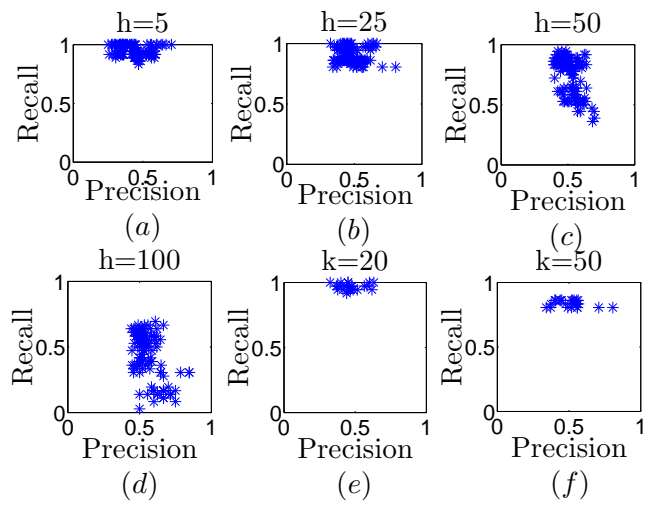 h=5
h=25
h=50
1
1
1
Recall
Recall
Recall
0.5
0.5
0.5
0
0
0
0 0.5 1
0 0.5 1
0 0.5 1
Precision
Precision
Precision
(a)
(b)
(c)
h=100
k=20
k=50
1
1
1
Recall
Recall
Recall
0.5
0.5
0.5
0
0
0
0 0.5 1
0 0.5 1
0 0.5 1
Precision
Precision
Precision
(d)
(e)
(f)